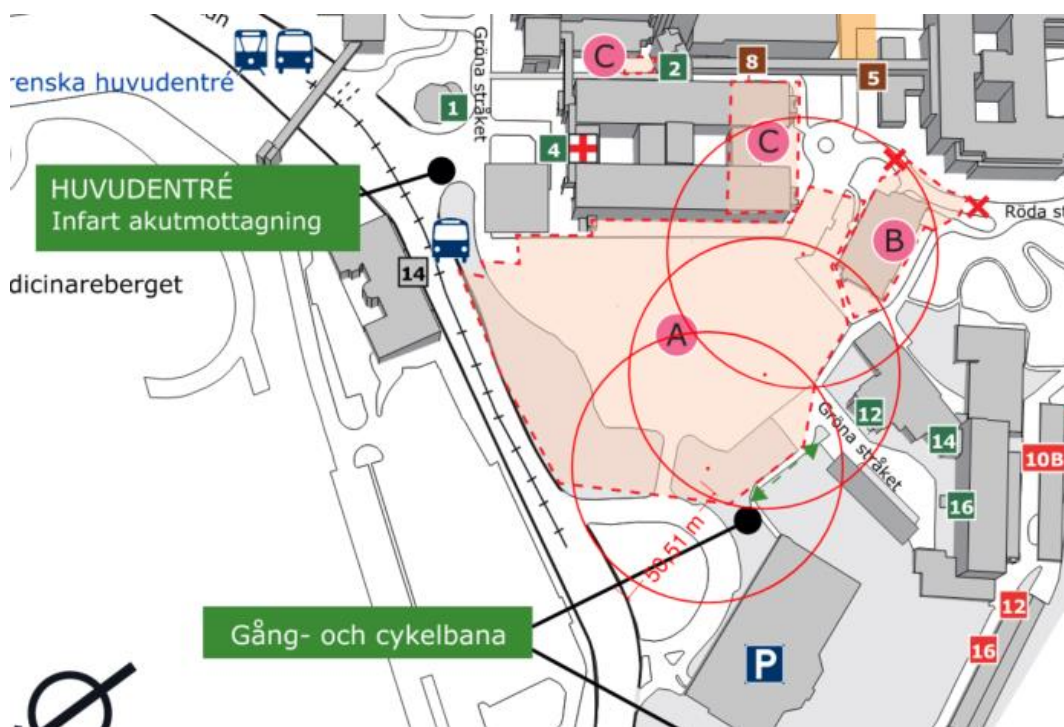 Gröna stråket
C
2
8
5
renska huvudentré
1
4
C
HUVUDENTRÉ
Infart akutmottagning
Röda st
B
14
dicinareberget
A
12
Gröna stråket
14
10B
16
50,51 m
Gång- och cykelbana
12
16
P